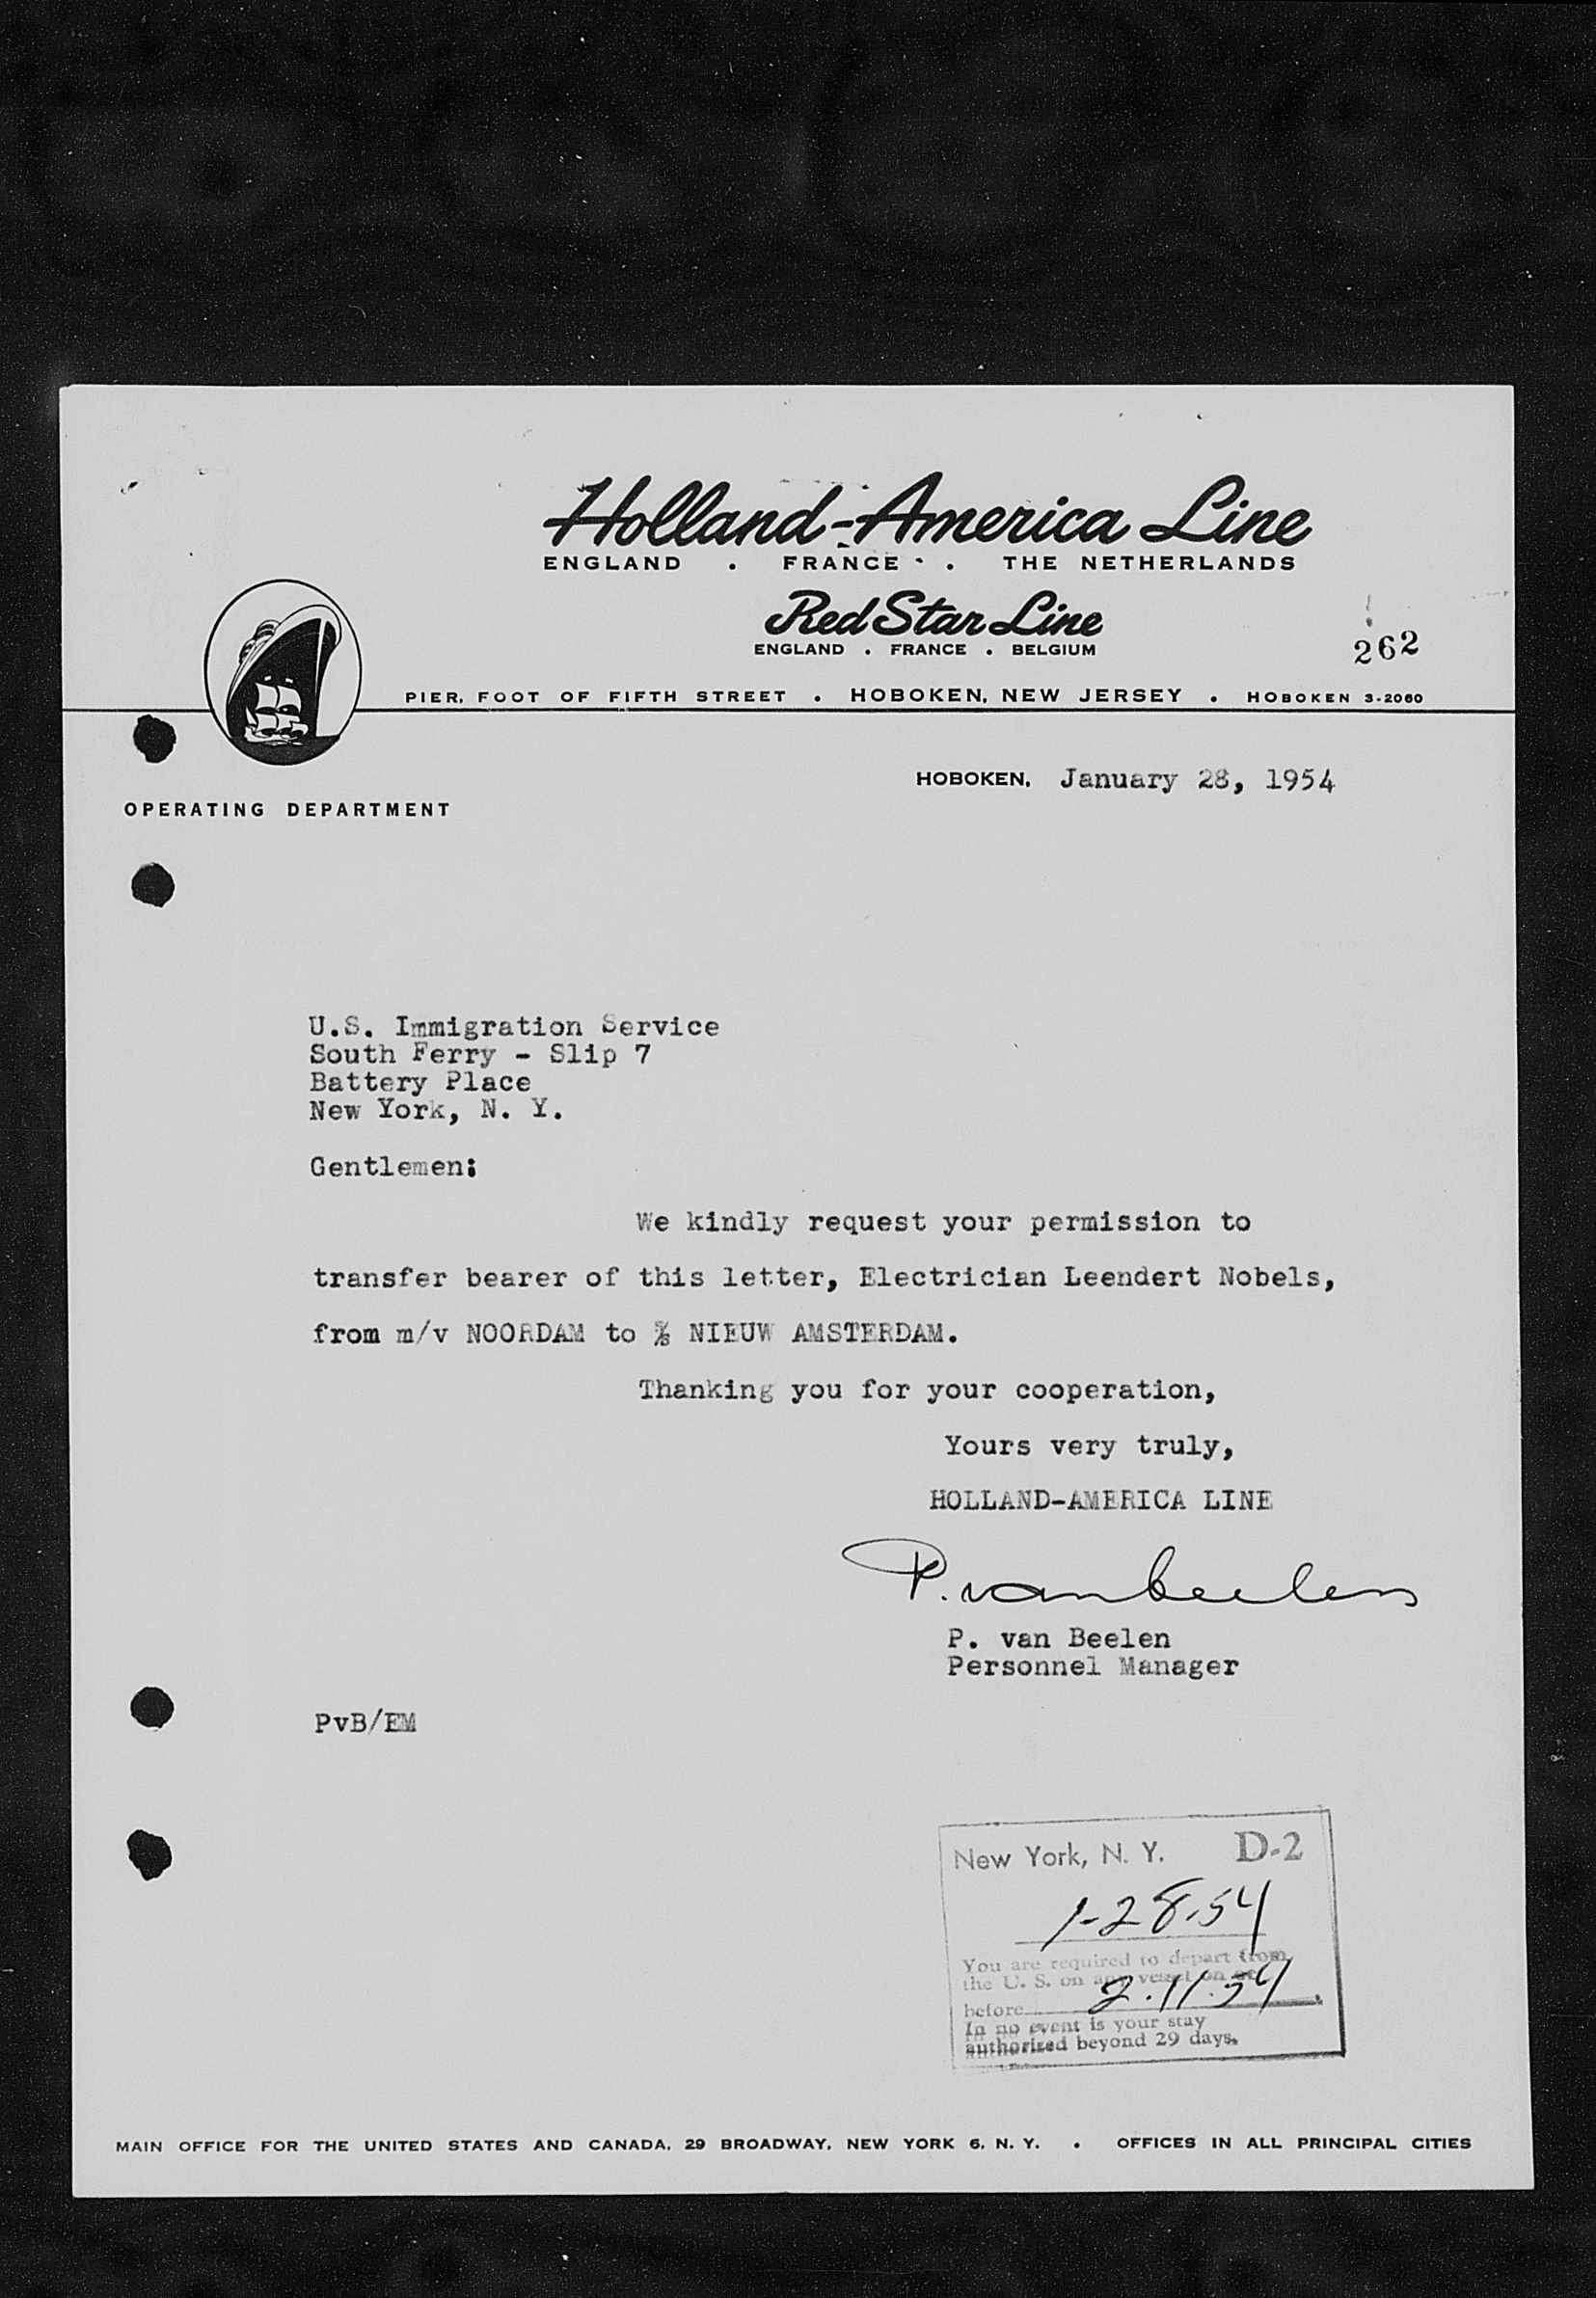 Holland-America Line
ENGLAND . FRANCE . THE NETHERLANDS
Red Star Line
ENGLAND . FRANCE . BELGIUM
262
PIER, FOOT OF FIFTH STREET . HOBOKEN, NEW JERSEY . HOBOKEN 3-2060
HOBOKEN, January 28, 1954
OPERATING DEPARTMENT
U.S. Immigration Service
South Ferry - Slip 7
Battery Place
New York, N. Y.
Gentlemen:
We kindly request your permission to
transfer bearer of this letter, Electrician Leendert Nobels,
from m/v NOORDAM to s/s NIEUW AMSTERDAM.
Thanking you for your cooperation,
Yours very truly,
HOLLAND-AMERICA LINE
P. van Beelen
P. van Beelen
Personnel Manager
PvB/EM
New York, N. Y. D-2
1-28-54
You are required to depart from
the U. S. on any vessel on or
before 2.11.54.
In no event is your stay
authorized beyond 29 days.
MAIN OFFICE FOR THE UNITED STATES AND CANADA, 29 BROADWAY, NEW YORK 6, N. Y. . OFFICES IN ALL PRINCIPAL CITIES